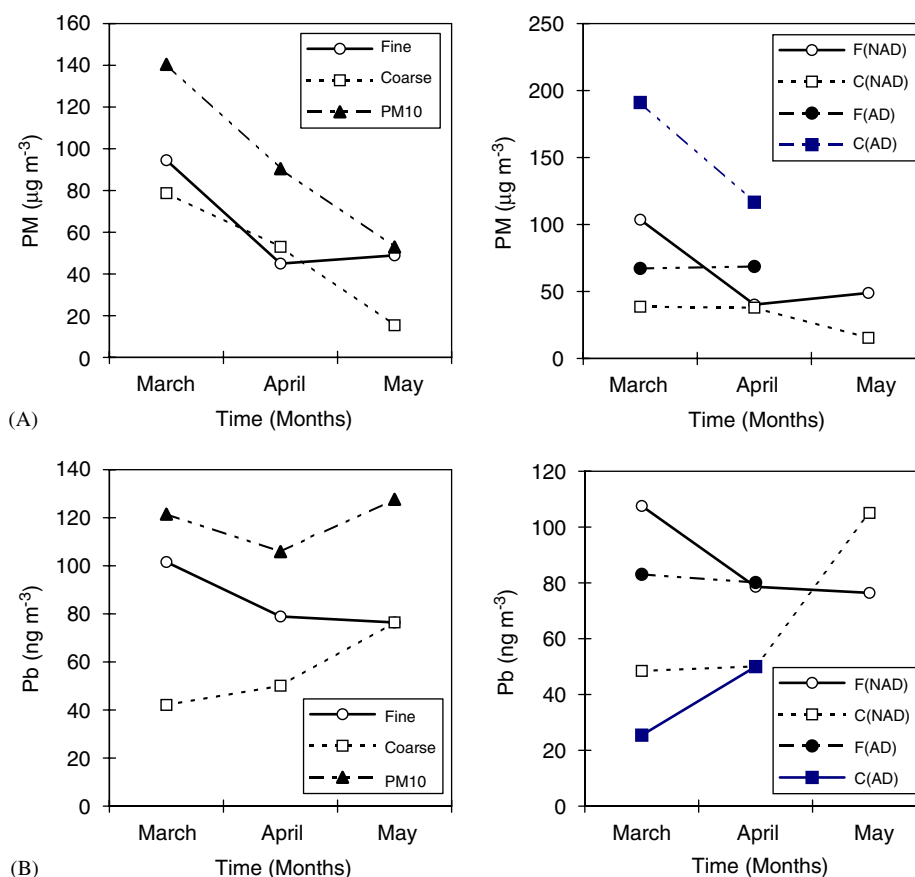 160
140
120
100
80
60
40
20
0
PM (µg m-3)
Fine
Coarse
PM10
March April May
Time (Months)
250
200
150
100
50
0
PM (µg m-3)
F(NAD)
C(NAD)
F(AD)
C(AD)
March April May
Time (Months)
(A)
140
120
100
80
60
40
20
0
Pb (ng m-3)
Fine
Coarse
PM10
March April May
Time (Months)
120
100
80
60
40
20
0
Pb (ng m-3)
F(NAD)
C(NAD)
F(AD)
C(AD)
March April May
Time (Months)
(B)